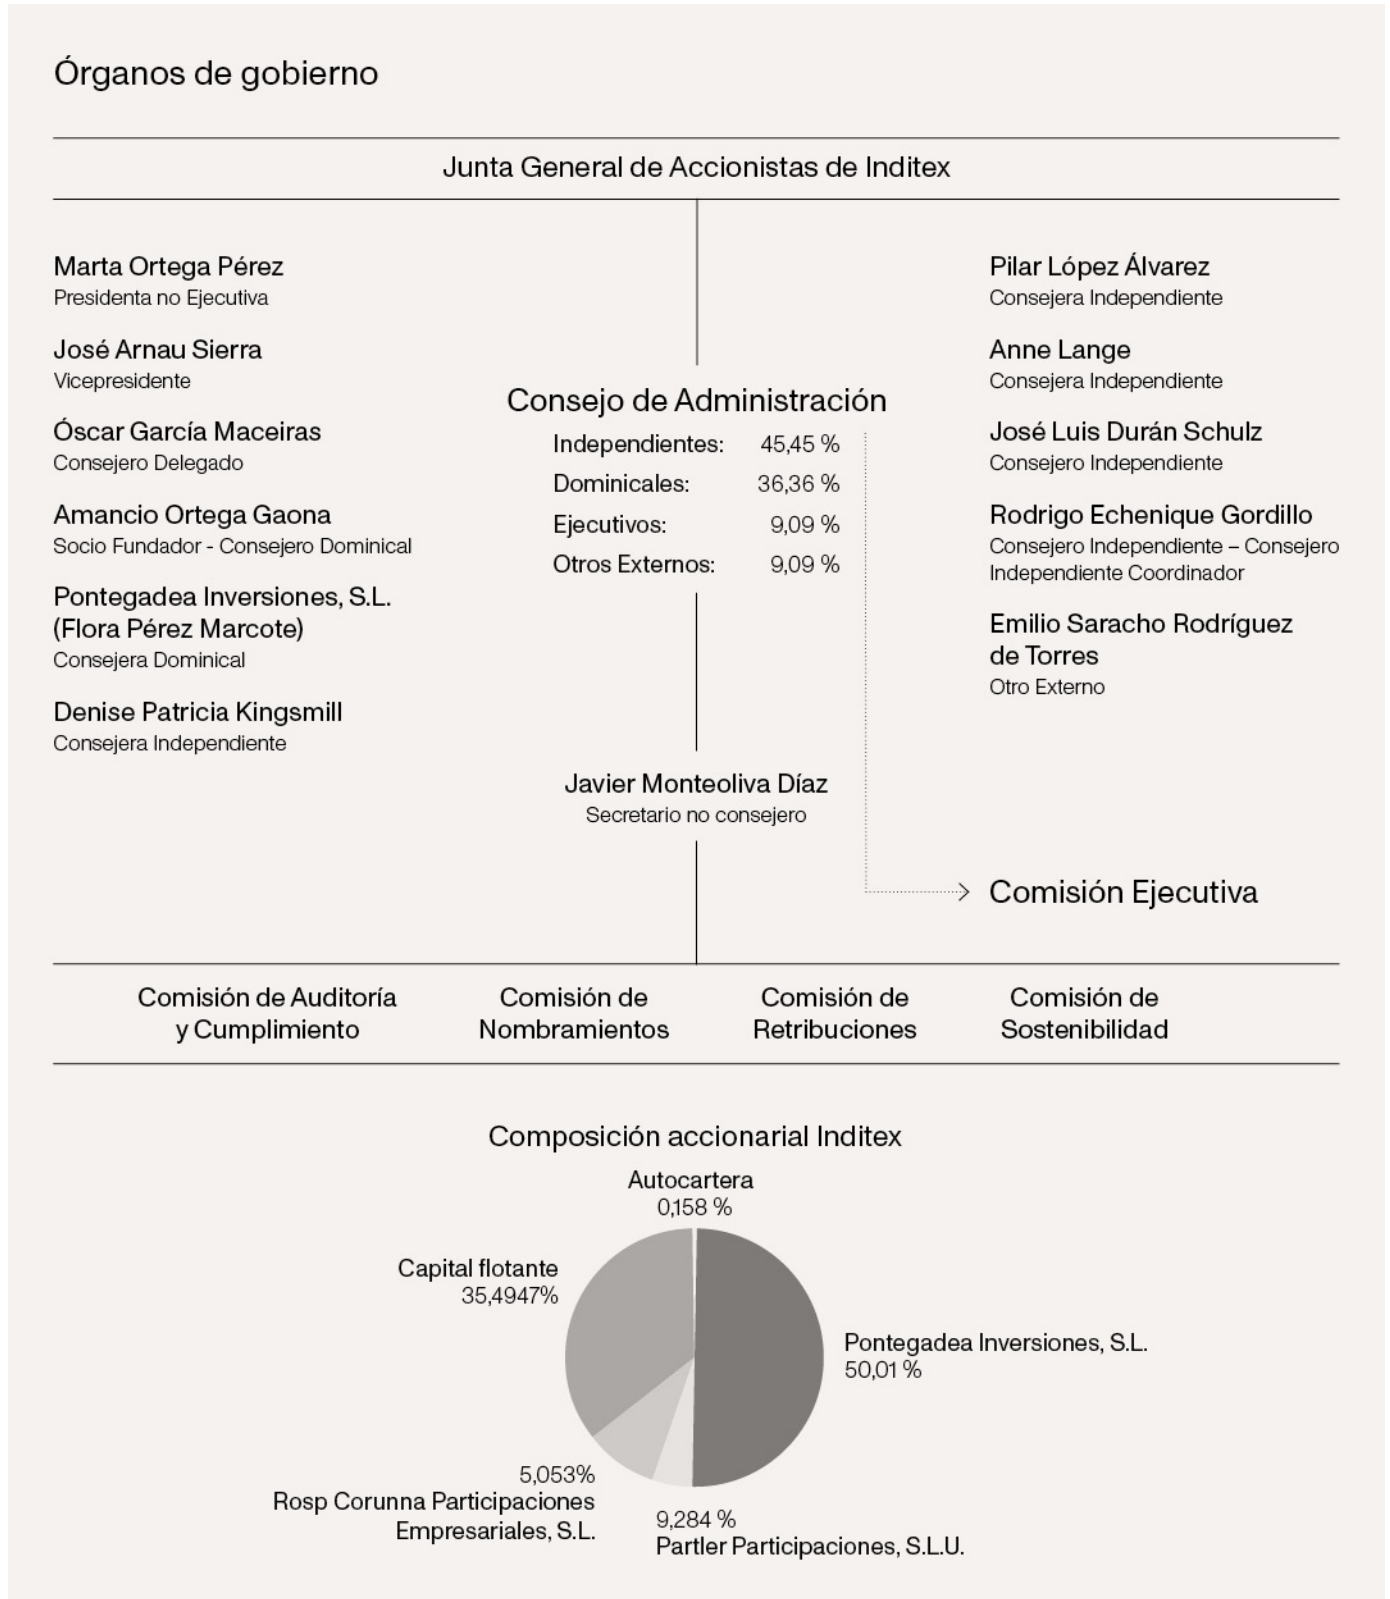 Órganos de gobierno
Junta General de Accionistas de Inditex
Marta Ortega Pérez
Presidenta no Ejecutiva
José Arnau Sierra
Vicepresidente
Óscar García Maceiras
Consejero Delegado
Amancio Ortega Gaona
Socio Fundador - Consejero Dominical
Pontegadea Inversiones, S.L.
(Flora Pérez Marcote)
Consejera Dominical
Denise Patricia Kingsmill
Consejera Independiente
Consejo de Administración
Independientes: 45,45 %
Dominicales: 36,36 %
Ejecutivos: 9,09 %
Otros Externos: 9,09 %
Javier Monteoliva Díaz
Secretario no consejero
Pilar López Álvarez
Consejera Independiente
Anne Lange
Consejera Independiente
José Luis Durán Schulz
Consejero Independiente
Rodrigo Echenique Gordillo
Consejero Independiente – Consejero
Independiente Coordinador
Emilio Saracho Rodríguez
de Torres
Otro Externo
Comisión Ejecutiva
Comisión de Auditoría
y Cumplimiento
Comisión de
Nombramientos
Comisión de
Retribuciones
Comisión de
Sostenibilidad
Composición accionarial Inditex
Autocartera
0,158 %
Capital flotante
35,4947%
Pontegadea Inversiones, S.L.
50,01 %
5,053%
Rosp Corunna Participaciones
Empresariales, S.L.
9,284 %
Partler Participaciones, S.L.U.